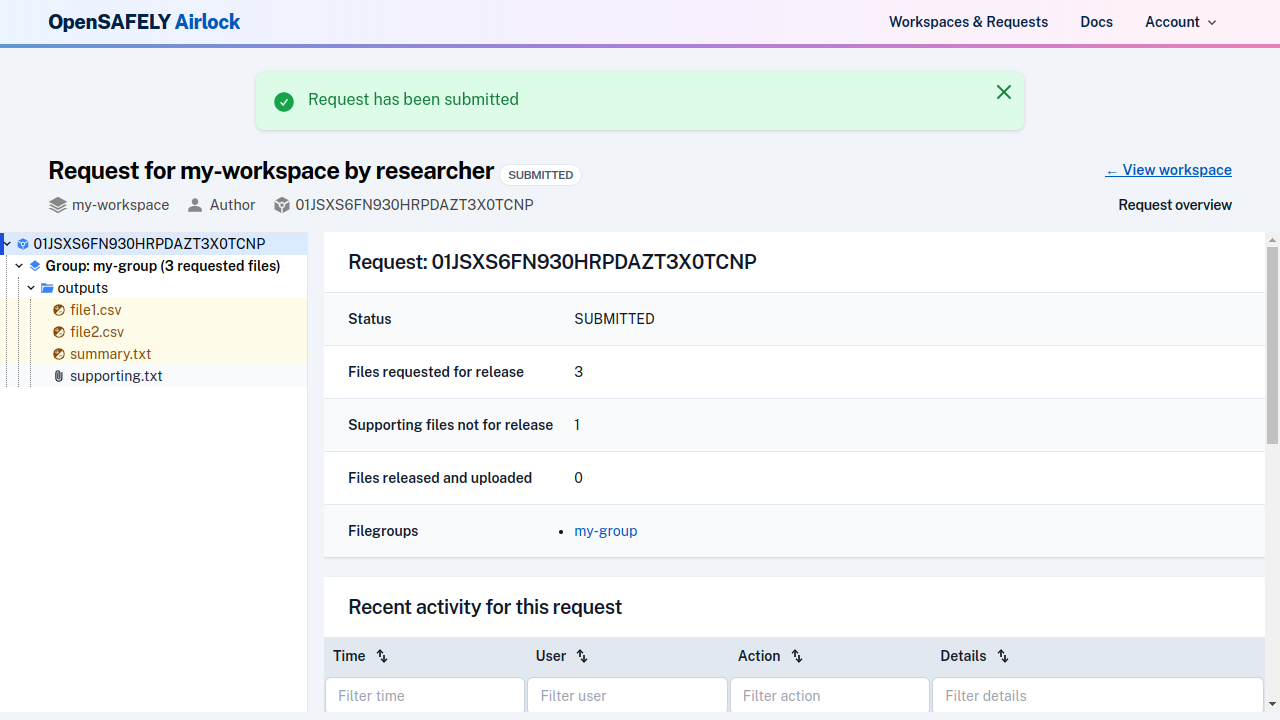 OpenSAFELY Airlock
Workspaces & Requests Docs Account
Request has been submitted
Request for my-workspace by researcher SUBMITTED
← View workspace
my-workspace Author 01JSXS6FN930HRPDAZT3X0TCNP
Request overview
01JSXS6FN930HRPDAZT3X0TCNP
Group: my-group (3 requested files)
outputs
file1.csv
file2.csv
summary.txt
supporting.txt
Request: 01JSXS6FN930HRPDAZT3X0TCNP
Status SUBMITTED
Files requested for release 3
Supporting files not for release 1
Files released and uploaded 0
Filegroups • my-group
Recent activity for this request
Time User Action Details
Filter time Filter user Filter action Filter details